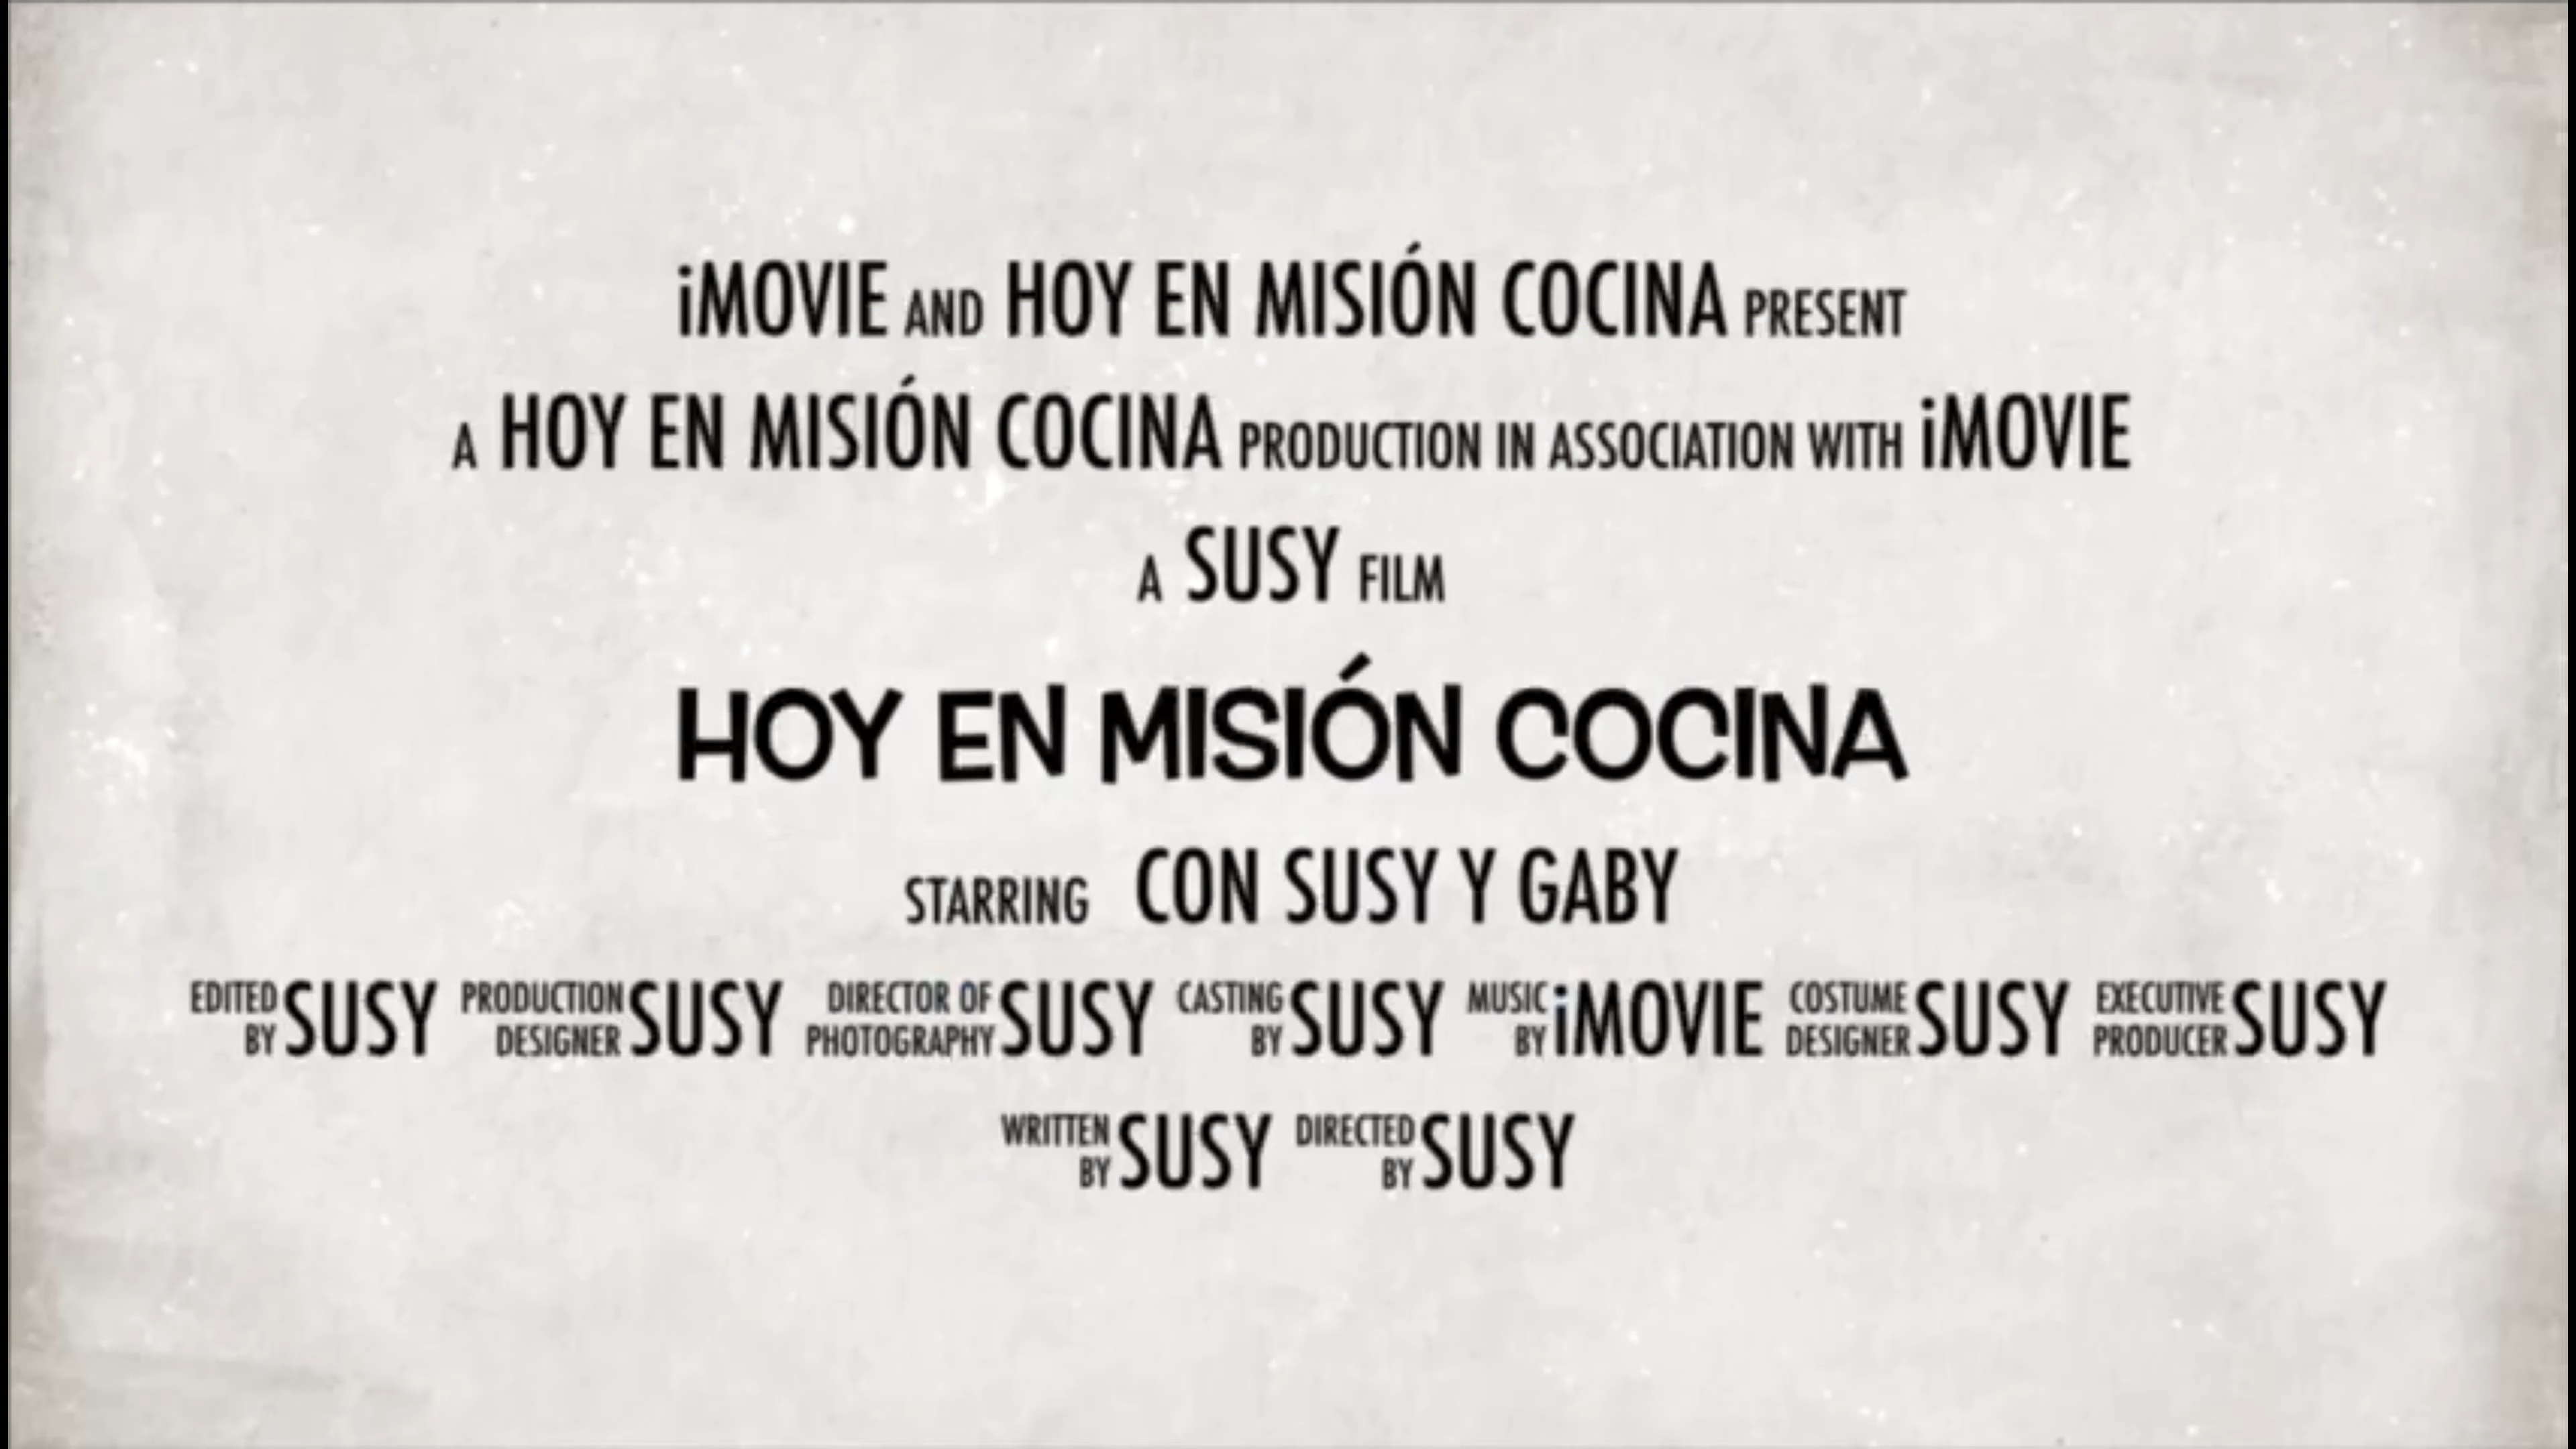 iMOVIE AND HOY EN MISIÓN COCINA PRESENT
A HOY EN MISIÓN COCINA PRODUCTION IN ASSOCIATION WITH iMOVIE
A SUSY FILM
HOY EN MISIÓN COCINA
STARRING CON SUSY Y GABY
EDITED BY SUSY PRODUCTION DESIGNER SUSY DIRECTOR OF PHOTOGRAPHY SUSY CASTING BY SUSY MUSIC BY iMOVIE COSTUME DESIGNER SUSY EXECUTIVE PRODUCER SUSY
WRITTEN BY SUSY DIRECTED BY SUSY